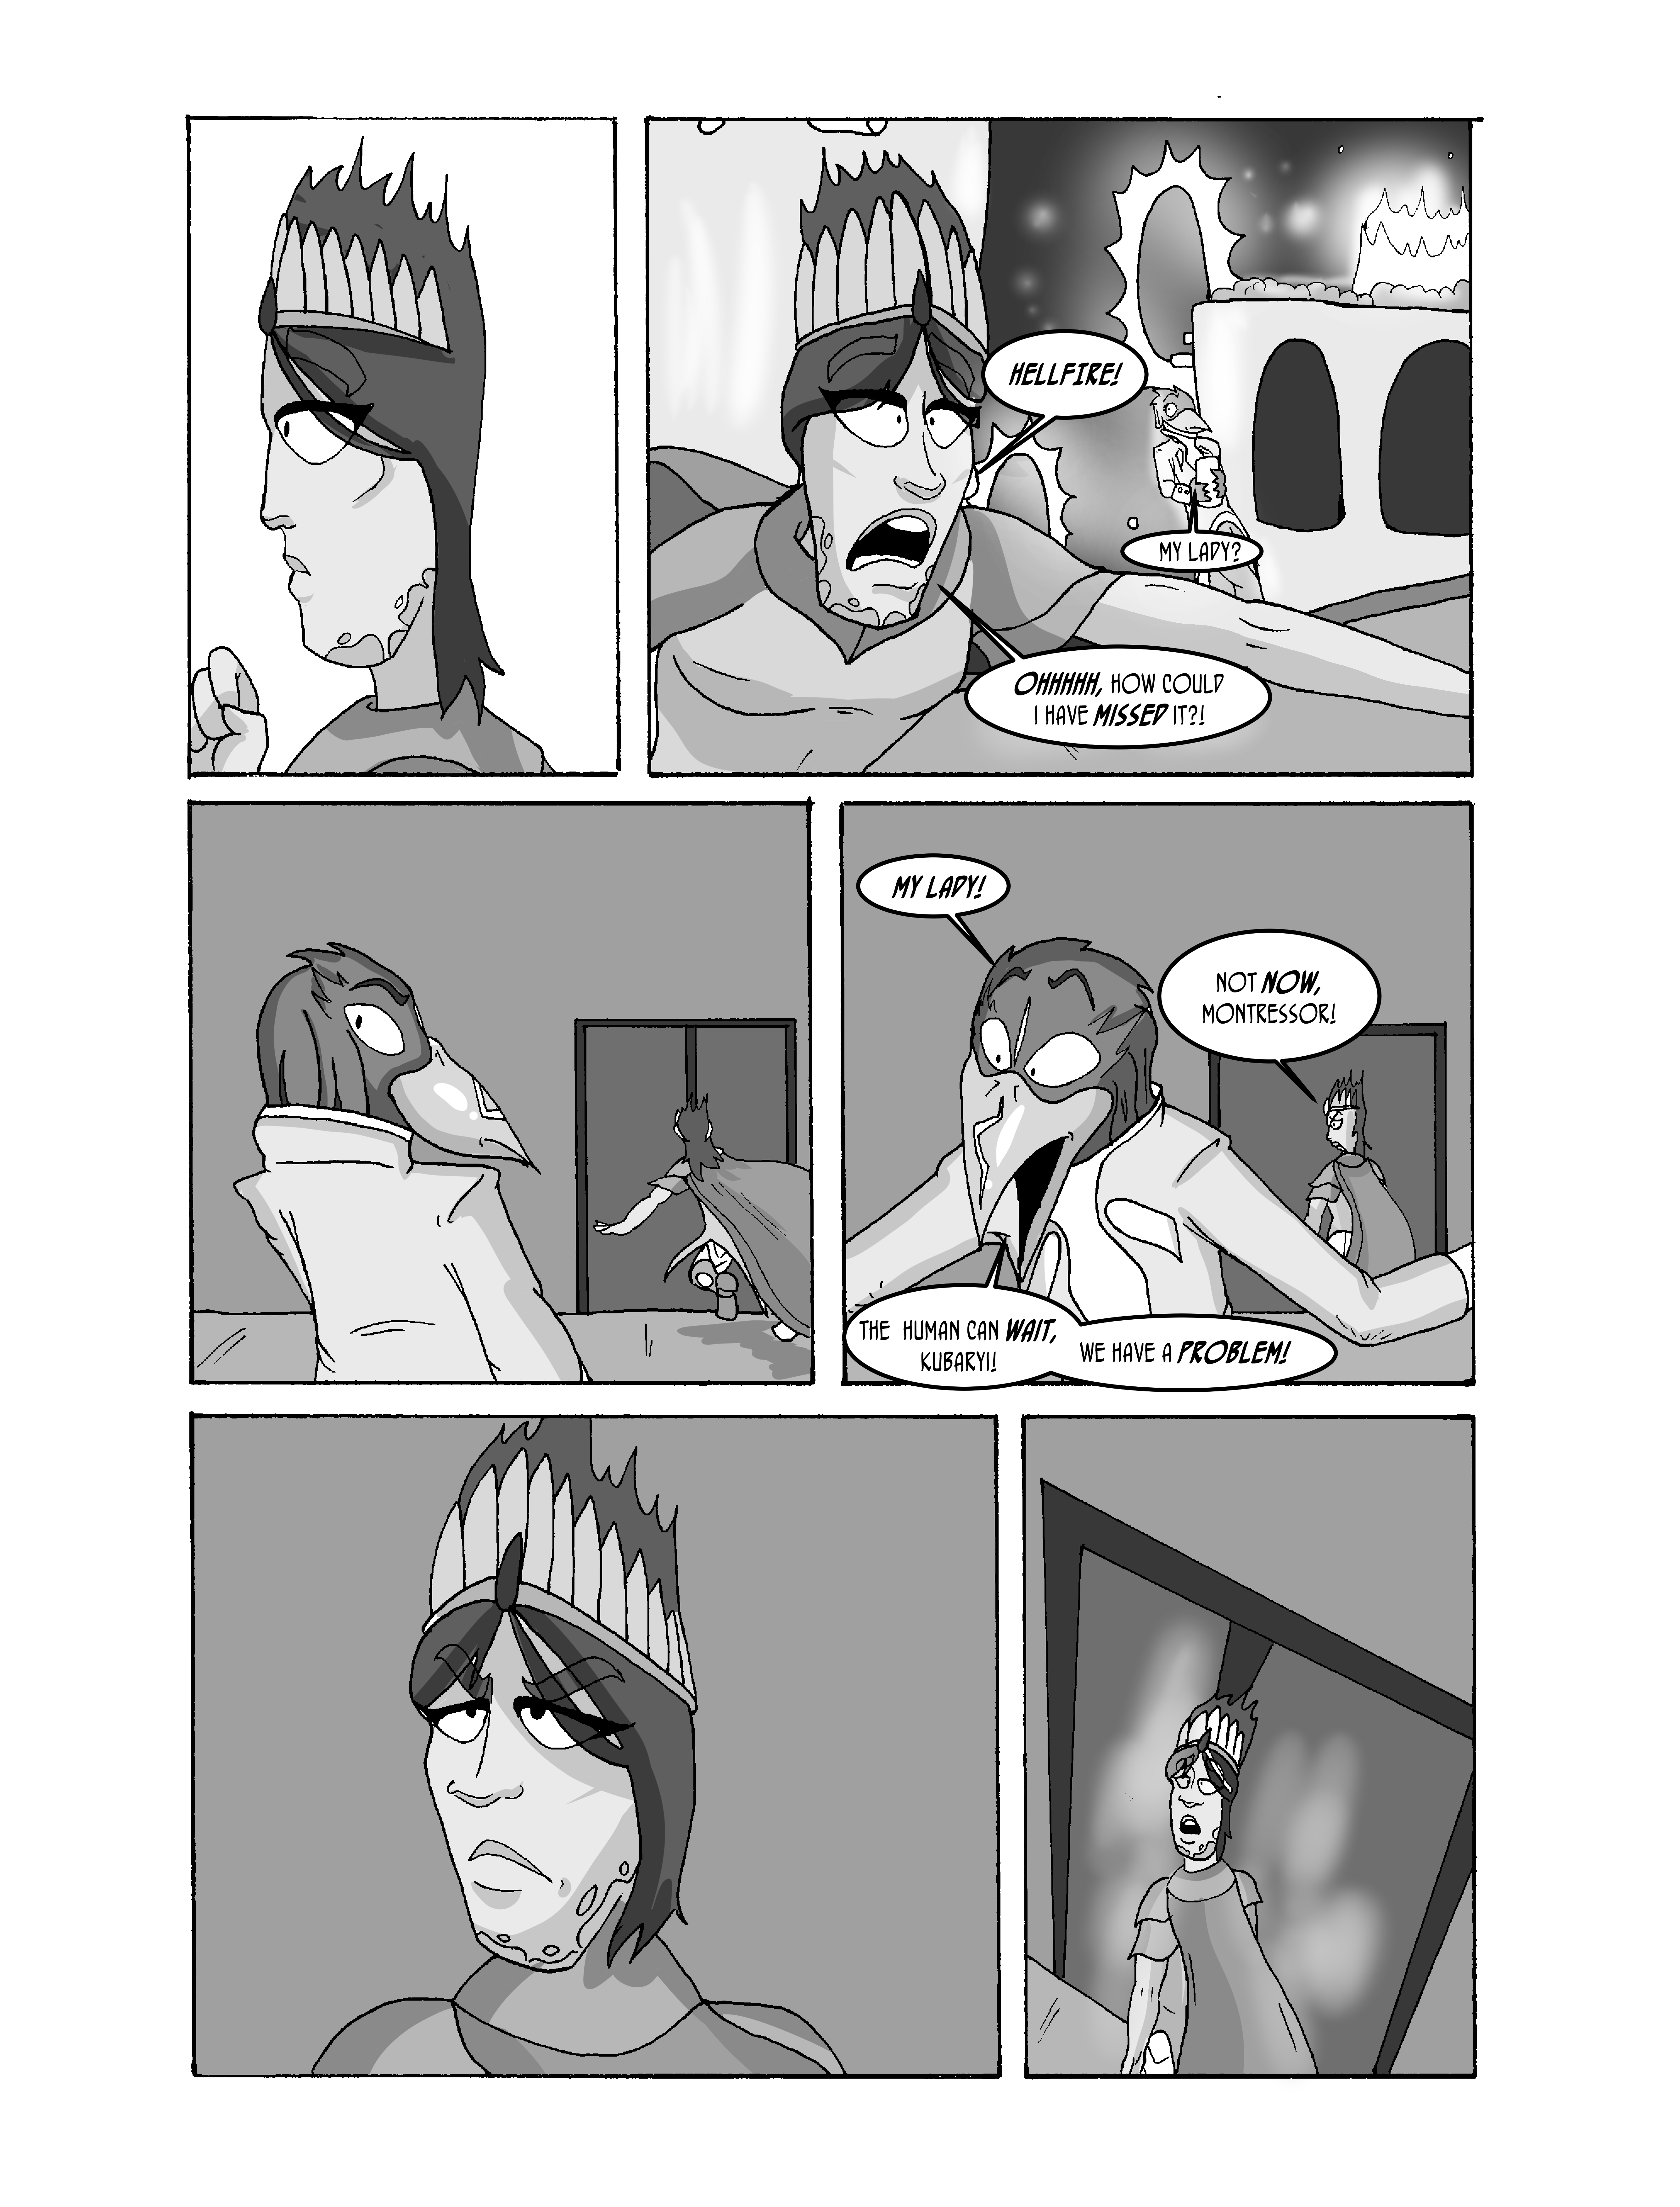 HELLFIRE!
MY LADY?
OHHHHH, HOW COULD
I HAVE MISSED IT?!
MY LADY!
NOT NOW,
MONTRESSOR!
THE HUMAN CAN WAIT,
KUBARYI!
WE HAVE A PROBLEM!